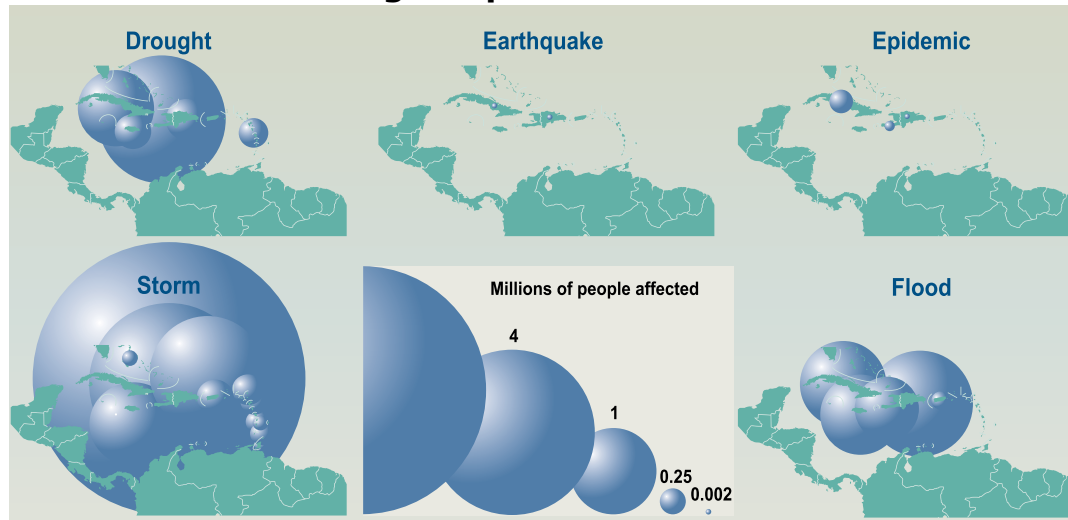 Drought
Earthquake
Epidemic
Storm
Millions of people affected
4
1
0.25
0.002
Flood